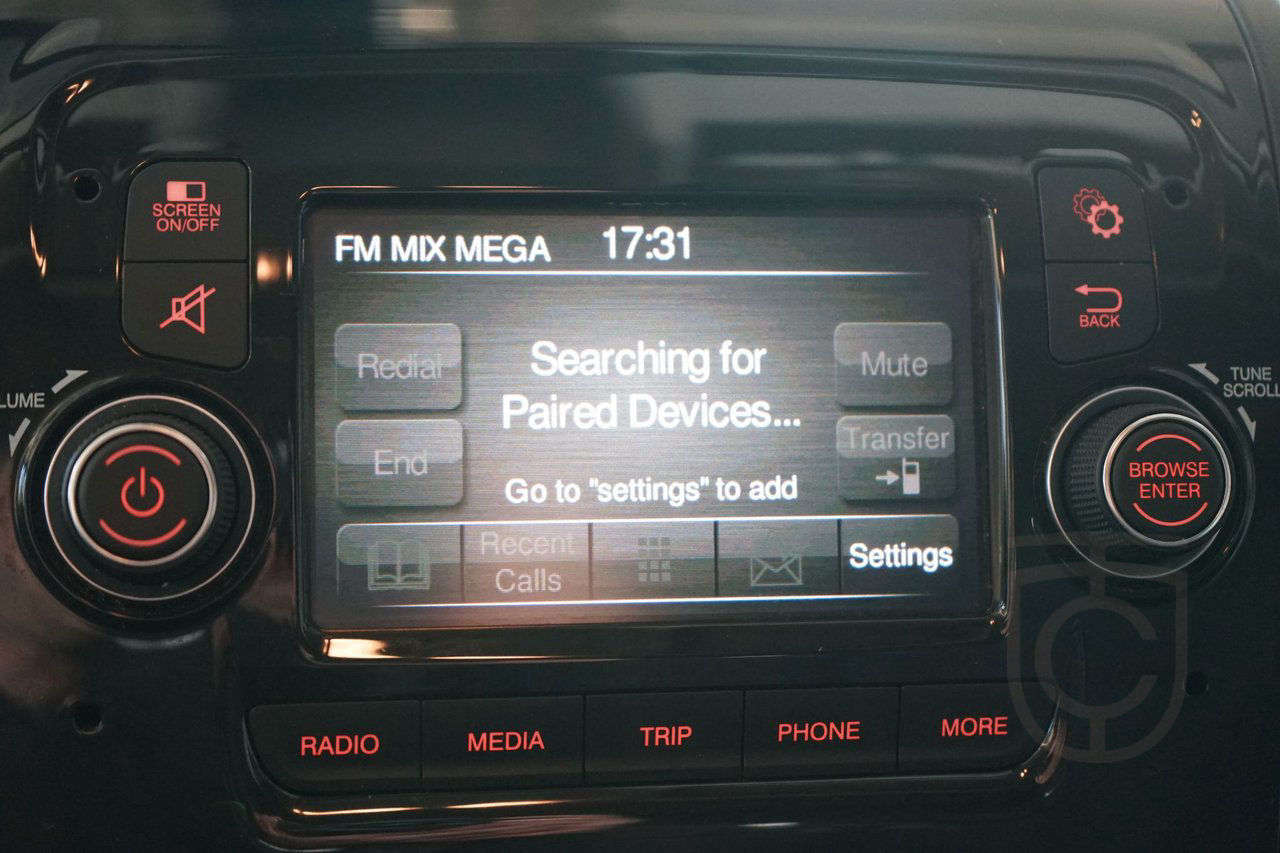 SCREEN
ON/OFF
FM MIX MEGA 17:31
BACK
Redial
Searching for
Paired Devices...
Mute
End
Transfer
Go to "settings" to add
Recent
Calls
Settings
LUME
TUNE
SCROLL
BROWSE
ENTER
RADIO
MEDIA
TRIP
PHONE
MORE